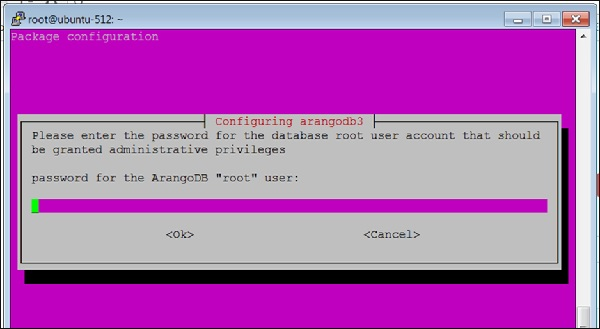 root@ubuntu-512: ~
Package configuration
Configuring arangodb3
Please enter the password for the database root user account that should
be granted administrative privileges
password for the ArangoDB "root" user:
<Ok> <Cancel>